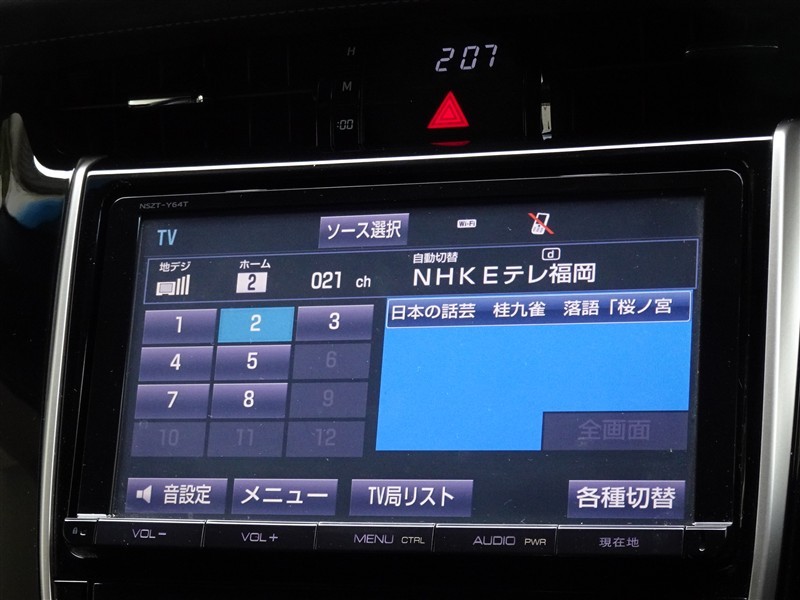 H
207
M
:00
NSZT-Y64T
TV
ソース選択
Wi-Fi
地デジ
ホーム
2
021 ch
自動切替
d
NHKEテレ福岡
日本の話芸 桂九雀 落語「桜ノ宮
1 2 3
4 5 6
7 8 9
10 11 12
全画面
音設定
メニュー
TV局リスト
各種切替
VOL－
VOL＋
MENU CTRL
AUDIO PWR
現在地